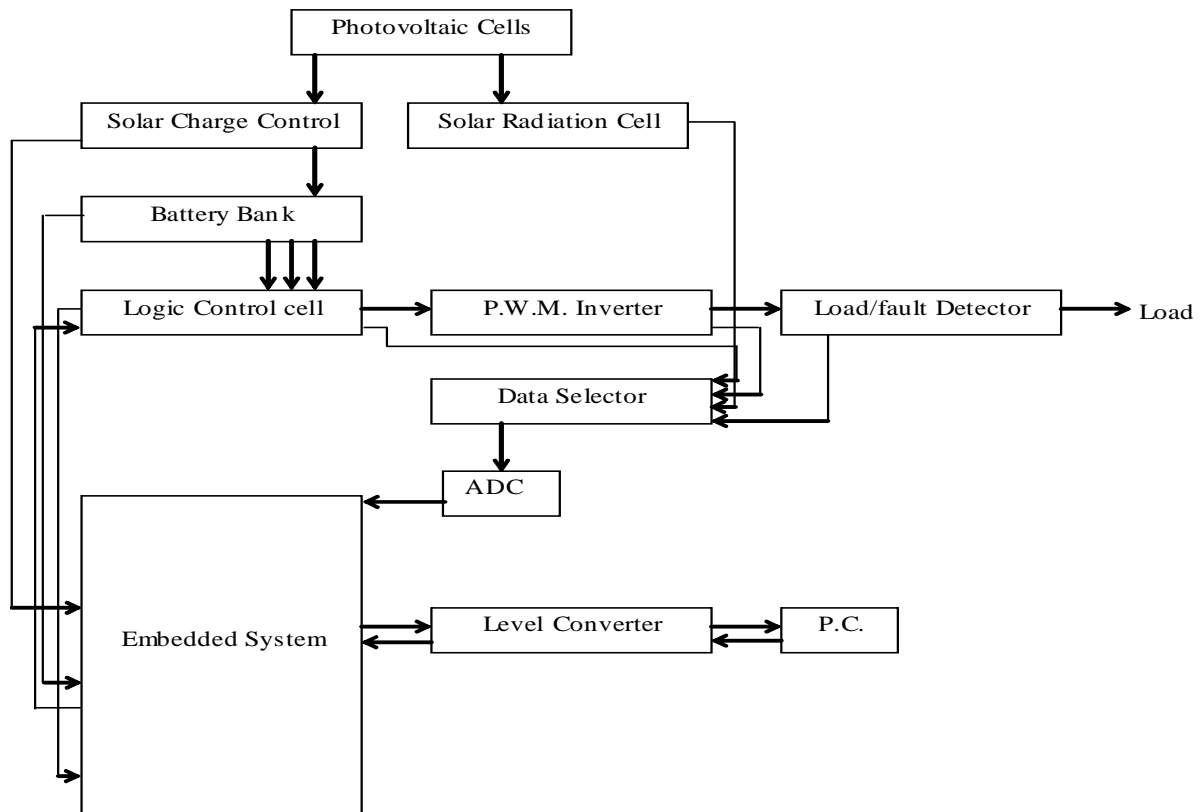 Photovoltaic Cells
Solar Charge Control
Solar Radiation Cell
Battery Bank
Logic Control cell
P.W.M. Inverter
Load/fault Detector
Load
Data Selector
ADC
Embedded System
Level Converter
P.C.